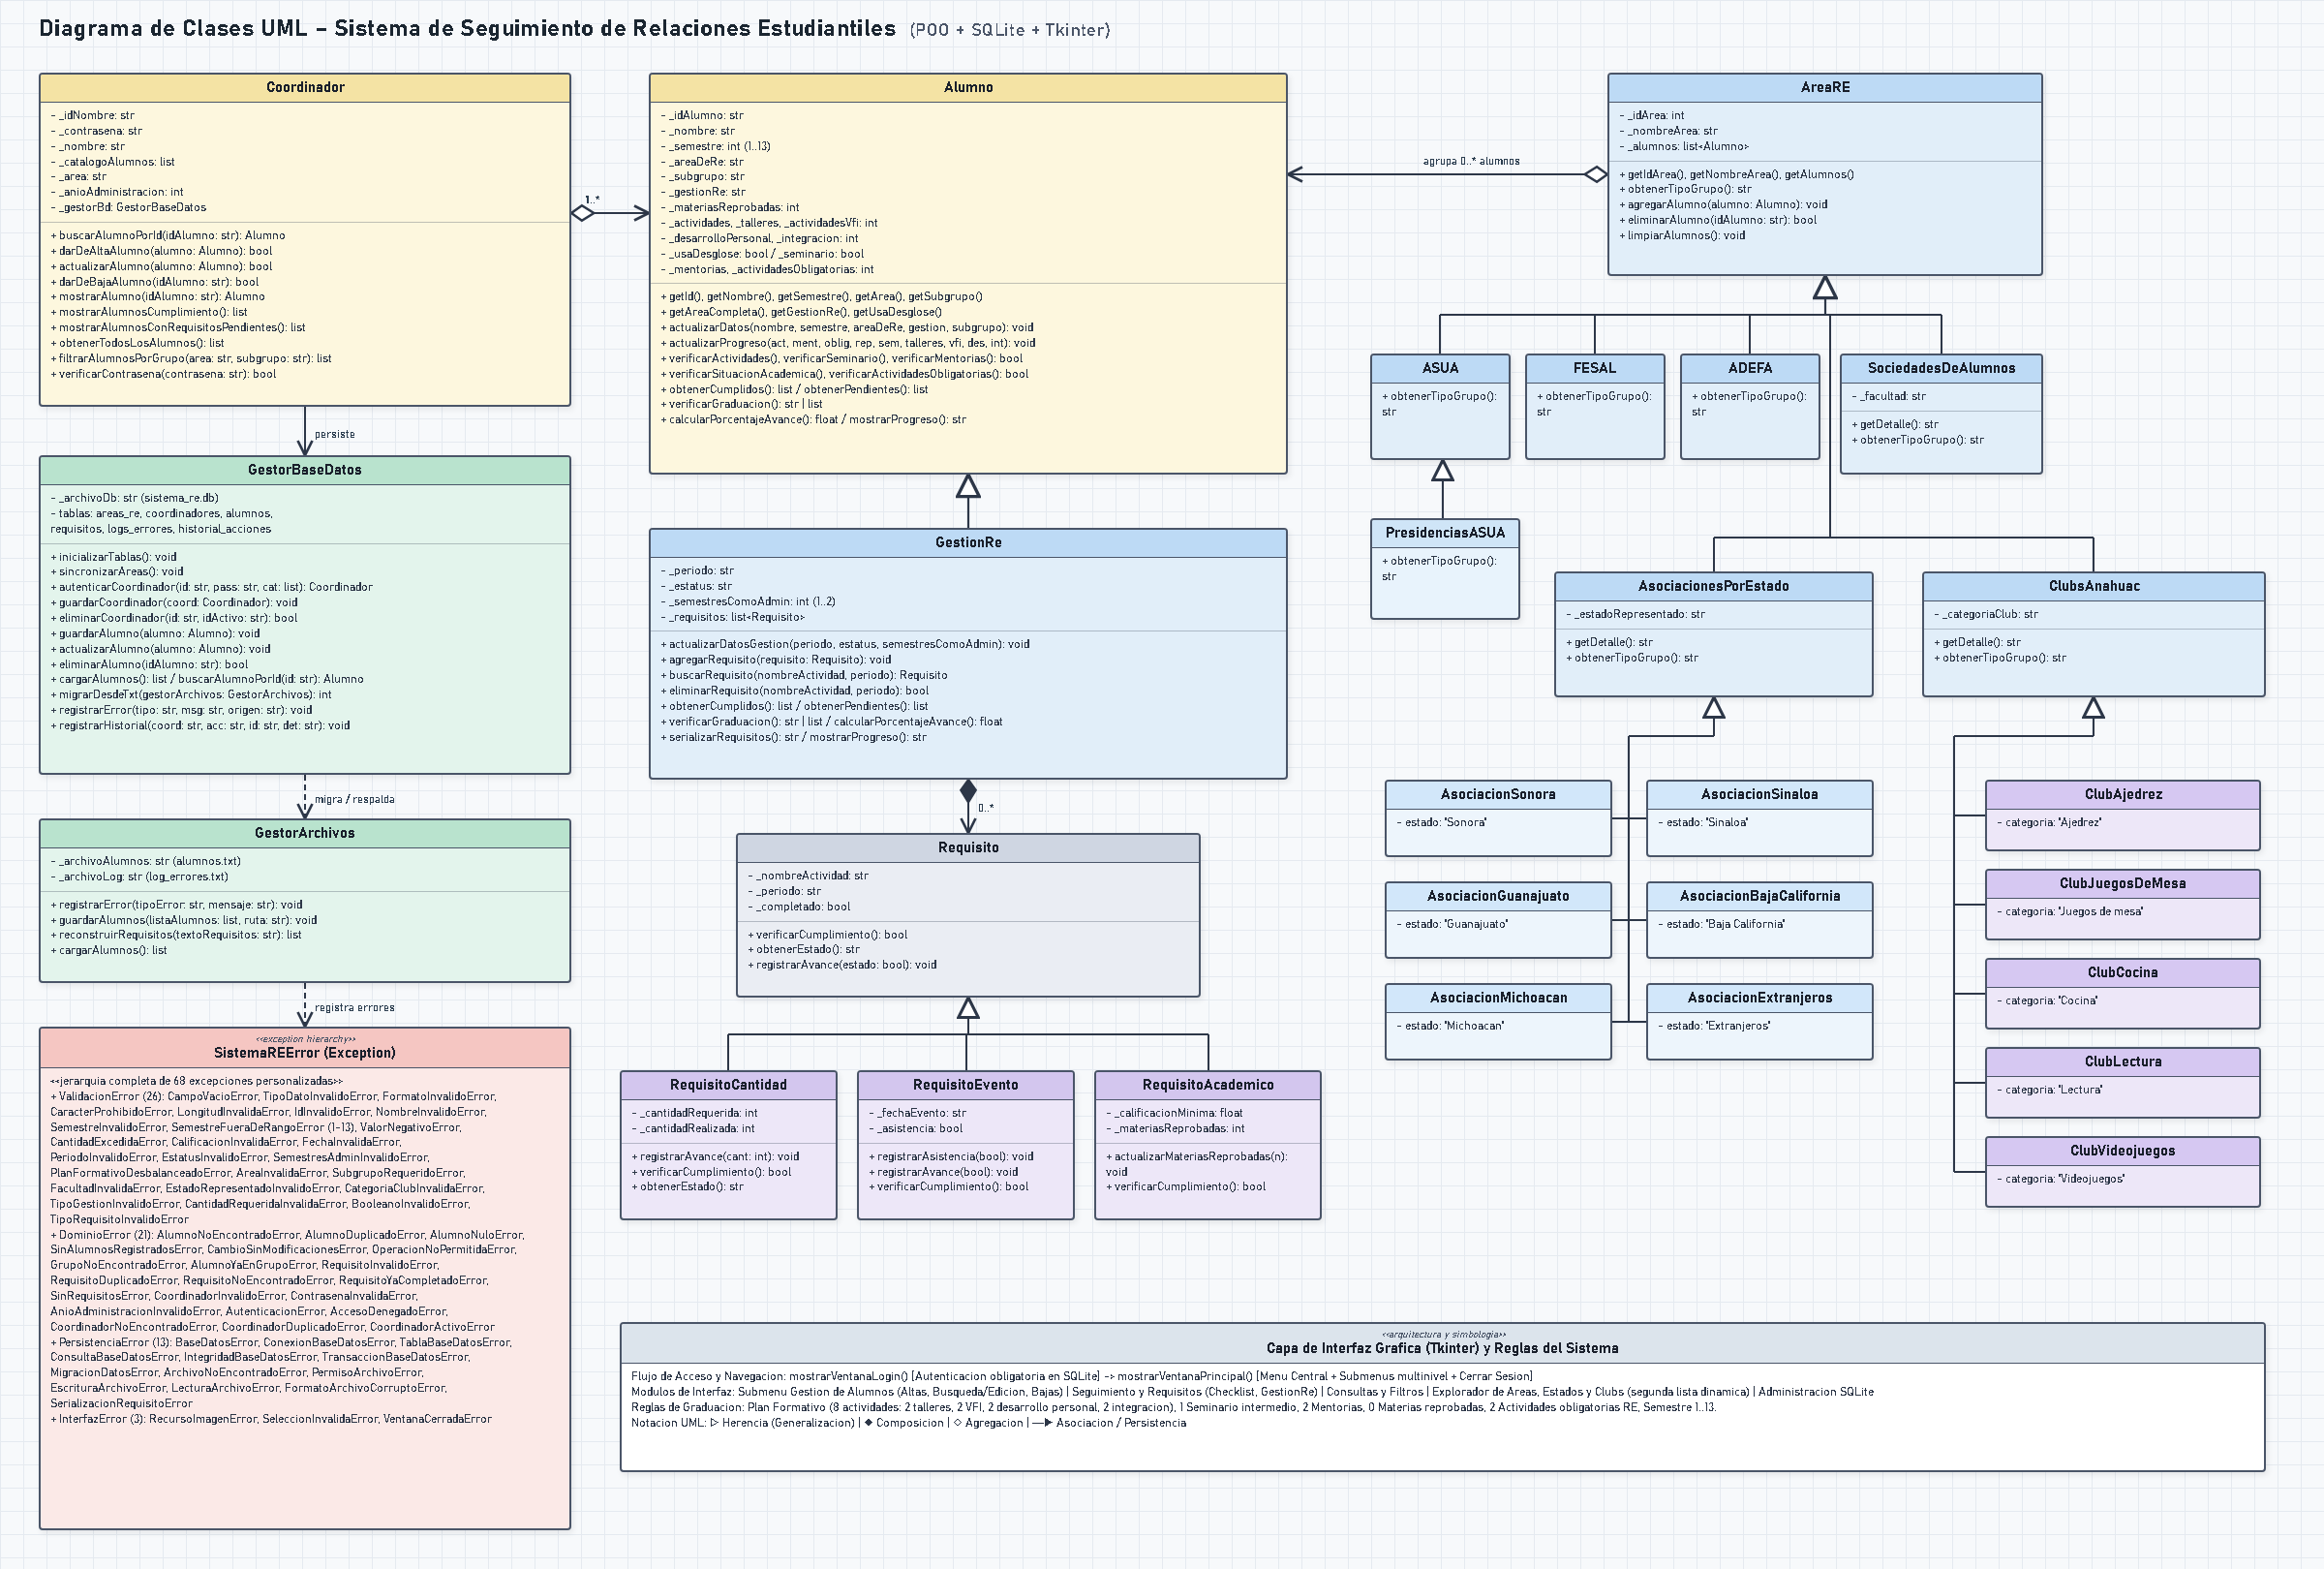 Diagrama de Clases UML – Sistema de Seguimiento de Relaciones Estudiantiles (POO + SQLite + Tkinter)
Coordinador
- _idNombre: str
- _contrasena: str
- _nombre: str
- _catalogoAlumnos: list
- _area: str
- _anioAdministracion: int
- _gestorBd: GestorBaseDatos
+ buscarAlumnoPorId(idAlumno: str): Alumno
+ darDeAltaAlumno(alumno: Alumno): bool
+ actualizarAlumno(alumno: Alumno): bool
+ darDeBajaAlumno(idAlumno: str): bool
+ mostrarAlumno(idAlumno: str): Alumno
+ mostrarAlumnosCumplimiento(): list
+ mostrarAlumnosConRequisitosPendientes(): list
+ obtenerTodosLosAlumnos(): list
+ filtrarAlumnosPorGrupo(area: str, subgrupo: str): list
+ verificarContrasena(contrasena: str): bool
1..*
persiste
GestorBaseDatos
- _archivoDb: str (sistema_re.db)
- tablas: areas_re, coordinadores, alumnos,
requisitos, logs_errores, historial_acciones
+ inicializarTablas(): void
+ sincronizarAreas(): void
+ autenticarCoordinador(id: str, pass: str, cat: list): Coordinador
+ guardarCoordinador(coord: Coordinador): void
+ eliminarCoordinador(id: str, idActivo: str): bool
+ guardarAlumno(alumno: Alumno): void
+ actualizarAlumno(alumno: Alumno): void
+ eliminarAlumno(idAlumno: str): bool
+ cargarAlumnos(): list / buscarAlumnoPorId(id: str): Alumno
+ migrarDesdeTxt(gestorArchivos: GestorArchivos): int
+ registrarError(tipo: str, msg: str, origen: str): void
+ registrarHistorial(coord: str, acc: str, id: str, det: str): void
migra / respalda
GestorArchivos
- _archivoAlumnos: str (alumnos.txt)
- _archivoLog: str (log_errores.txt)
+ registrarError(tipoError: str, mensaje: str): void
+ guardarAlumnos(listaAlumnos: list, ruta: str): void
+ reconstruirRequisitos(textoRequisitos: str): list
+ cargarAlumnos(): list
registra errores
<<exception hierarchy>>
SistemaREError (Exception)
<<jerarquia completa de 68 excepciones personalizadas>>
+ ValidacionError (26): CampoVacioError, TipoDatoInvalidoError, FormatoInvalidoError,
CaracterProhibidoError, LongitudInvalidaError, IdInvalidoError, NombreInvalidoError,
SemestreInvalidoError, SemestreFueraDeRangoError (1-13), ValorNegativoError,
CantidadExcedidaError, CalificacionInvalidaError, FechaInvalidaError,
PeriodoInvalidoError, EstatusInvalidoError, SemestresAdminInvalidoError,
PlanFormativoDesbalanceadoError, AreaInvalidaError, SubgrupoRequeridoError,
FacultadInvalidaError, EstadoRepresentadoInvalidoError, CategoriaClubInvalidaError,
TipoGestionInvalidoError, CantidadRequeridaInvalidaError, BooleanoInvalidoError,
TipoRequisitoInvalidoError
+ DominioError (21): AlumnoNoEncontradoError, AlumnoDuplicadoError, AlumnoNuloError,
SinAlumnosRegistradosError, CambioSinModificacionesError, OperacionNoPermitidaError,
GrupoNoEncontradoError, AlumnoYaEnGrupoError, RequisitoInvalidoError,
RequisitoDuplicadoError, RequisitoNoEncontradoError, RequisitoYaCompletadoError,
SinRequisitosError, CoordinadorInvalidoError, ContrasenaInvalidaError,
AnioAdministracionInvalidoError, AutenticacionError, AccesoDenegadoError,
CoordinadorNoEncontradoError, CoordinadorDuplicadoError, CoordinadorActivoError
+ PersistenciaError (13): BaseDatosError, ConexionBaseDatosError, TablaBaseDatosError,
ConsultaBaseDatosError, IntegridadBaseDatosError, TransaccionBaseDatosError,
MigracionDatosError, ArchivoNoEncontradoError, PermisoArchivoError,
EscrituraArchivoError, LecturaArchivoError, FormatoArchivoCorruptoError,
SerializacionRequisitoError
+ InterfazError (3): RecursoImagenError, SeleccionInvalidaError, VentanaCerradaError
Alumno
- _idAlumno: str
- _nombre: str
- _semestre: int (1..13)
- _areaDeRe: str
- _subgrupo: str
- _gestionRe: str
- _materiasReprobadas: int
- _actividades, _talleres, _actividadesVfi: int
- _desarrolloPersonal, _integracion: int
- _usaDesglose: bool / _seminario: bool
- _mentorias, _actividadesObligatorias: int
+ getId(), getNombre(), getSemestre(), getArea(), getSubgrupo()
+ getAreaCompleta(), getGestionRe(), getUsaDesglose()
+ actualizarDatos(nombre, semestre, areaDeRe, gestion, subgrupo): void
+ actualizarProgreso(act, ment, oblig, rep, sem, talleres, vfi, des, int): void
+ verificarActividades(), verificarSeminario(), verificarMentorias(): bool
+ verificarSituacionAcademica(), verificarActividadesObligatorias(): bool
+ obtenerCumplidos(): list / obtenerPendientes(): list
+ verificarGraduacion(): str | list
+ calcularPorcentajeAvance(): float / mostrarProgreso(): str
GestionRe
- _periodo: str
- _estatus: str
- _semestresComoAdmin: int (1..2)
- _requisitos: list<Requisito>
+ actualizarDatosGestion(periodo, estatus, semestresComoAdmin): void
+ agregarRequisito(requisito: Requisito): void
+ buscarRequisito(nombreActividad, periodo): Requisito
+ eliminarRequisito(nombreActividad, periodo): bool
+ obtenerCumplidos(): list / obtenerPendientes(): list
+ verificarGraduacion(): str | list / calcularPorcentajeAvance(): float
+ serializarRequisitos(): str / mostrarProgreso(): str
0..*
Requisito
- _nombreActividad: str
- _periodo: str
- _completado: bool
+ verificarCumplimiento(): bool
+ obtenerEstado(): str
+ registrarAvance(estado: bool): void
RequisitoCantidad
- _cantidadRequerida: int
- _cantidadRealizada: int
+ registrarAvance(cant: int): void
+ verificarCumplimiento(): bool
+ obtenerEstado(): str
RequisitoEvento
- _fechaEvento: str
- _asistencia: bool
+ registrarAsistencia(bool): void
+ registrarAvance(bool): void
+ verificarCumplimiento(): bool
RequisitoAcademico
- _calificacionMinima: float
- _materiasReprobadas: int
+ actualizarMateriasReprobadas(n):
void
+ verificarCumplimiento(): bool
agrupa 0..* alumnos
AreaRE
- _idArea: int
- _nombreArea: str
- _alumnos: list<Alumno>
+ getIdArea(), getNombreArea(), getAlumnos()
+ obtenerTipoGrupo(): str
+ agregarAlumno(alumno: Alumno): void
+ eliminarAlumno(idAlumno: str): bool
+ limpiarAlumnos(): void
ASUA
+ obtenerTipoGrupo():
str
FESAL
+ obtenerTipoGrupo():
str
ADEFA
+ obtenerTipoGrupo():
str
SociedadesDeAlumnos
- _facultad: str
+ getDetalle(): str
+ obtenerTipoGrupo(): str
PresidenciasASUA
+ obtenerTipoGrupo():
str
AsociacionesPorEstado
- _estadoRepresentado: str
+ getDetalle(): str
+ obtenerTipoGrupo(): str
ClubsAnahuac
- _categoriaClub: str
+ getDetalle(): str
+ obtenerTipoGrupo(): str
AsociacionSonora
- estado: "Sonora"
AsociacionSinaloa
- estado: "Sinaloa"
AsociacionGuanajuato
- estado: "Guanajuato"
AsociacionBajaCalifornia
- estado: "Baja California"
AsociacionMichoacan
- estado: "Michoacan"
AsociacionExtranjeros
- estado: "Extranjeros"
ClubAjedrez
- categoria: "Ajedrez"
ClubJuegosDeMesa
- categoria: "Juegos de mesa"
ClubCocina
- categoria: "Cocina"
ClubLectura
- categoria: "Lectura"
ClubVideojuegos
- categoria: "Videojuegos"
<<arquitectura y simbologia>>
Capa de Interfaz Grafica (Tkinter) y Reglas del Sistema
Flujo de Acceso y Navegacion: mostrarVentanaLogin() [Autenticacion obligatoria en SQLite] -> mostrarVentanaPrincipal() [Menu Central + Submenus multinivel + Cerrar Sesion]
Modulos de Interfaz: Submenu Gestion de Alumnos (Altas, Busqueda/Edicion, Bajas) | Seguimiento y Requisitos (Checklist, GestionRe) | Consultas y Filtros | Explorador de Areas, Estados y Clubs (segunda lista dinamica) | Administracion SQLite
Reglas de Graduacion: Plan Formativo (8 actividades: 2 talleres, 2 VFI, 2 desarrollo personal, 2 integracion), 1 Seminario intermedio, 2 Mentorias, 0 Materias reprobadas, 2 Actividades obligatorias RE, Semestre 1..13.
Notacion UML: ▷ Herencia (Generalizacion) | ◆ Composicion | ◇ Agregacion | —▶ Asociacion / Persistencia